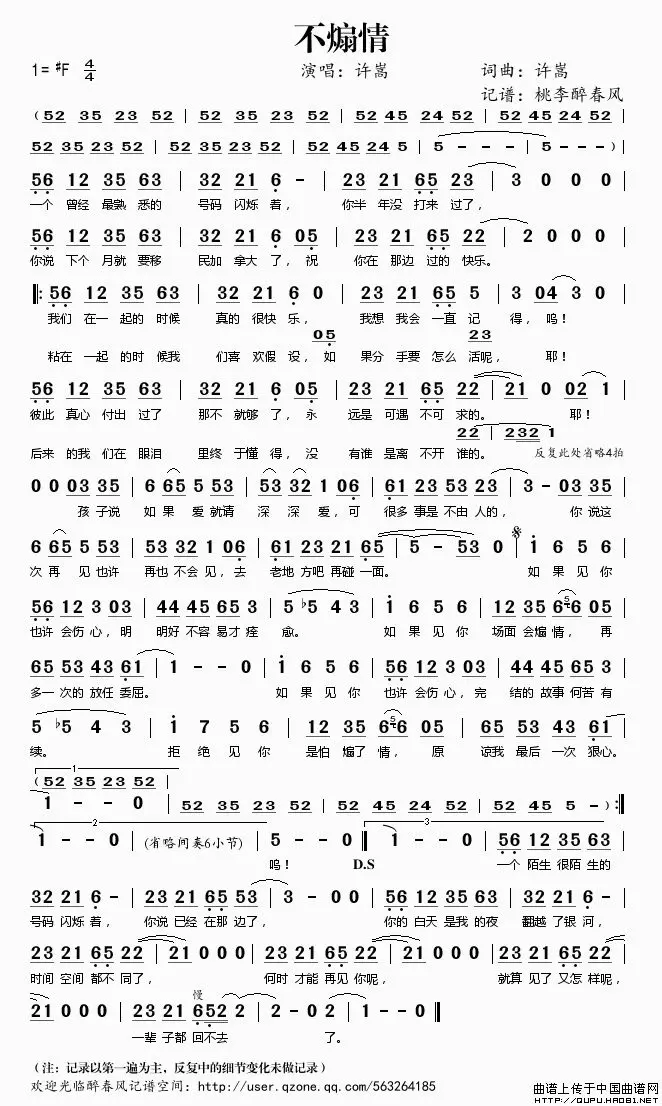 不煽情
1= #F 4/4 演唱：许嵩 词曲：许嵩
记谱：桃李醉春风
( 52 35 23 52 | 52 35 23 52 | 52 45 24 52 | 52 45 24 52 |
52 35 23 52 | 52 35 23 52 | 52 45 24 5 | 5 - - - | 5 - - - ) |
56 12 35 63 | 32 21 6 - | 23 21 65 23 | 3 0 0 0 |
一个 曾经 最熟 悉的 号码 闪烁 着， 你半 年没 打来 过了，
56 12 35 63 | 32 21 6 05 | 23 21 65 22 | 2 0 0 0 |
你说 下个 月就 要移 民加 拿大 了，祝 你在 那边 过的 快乐。
‖: 56 12 35 63 | 32 21 6 0 | 23 21 65 5 | 3 04 3 0 |
我们 在一 起的 时候 真的 很快 乐， 我想 我会 一直 记 得，呜！
05 23
粘在 一起 的时 候我 们喜 欢假 设，如 果分 手要 怎么 活呢， 耶！
56 12 35 63 | 32 21 6 05 | 23 21 65 22 | 21 0 02 1 |
彼此 真心 付出 过了 那不 就够 了，永 远是 可遇 不可 求的。 耶！
22 | 232 1
后来 的我 们在 眼泪 里终 于懂 得，没 有谁 是离 不开 谁的。 反复此处省略4拍
0 0 03 35 | 6 65 5 53 | 53 32 1 06 | 61 23 53 23 | 3 - 03 35 |
孩子说 如果 爱就请 深深 爱，可 很多 事是 不由 人的， 你说这
6 65 5 53 | 53 32 1 06 | 61 23 21 65 | 5 - 53 0 | 1 6 5 6 |
次再 见也许 再也 不会 见，去 老地 方吧 再碰 一面。 如 果 见 你
56 12 3 03 | 44 45 65 3 | 5 b5 4 3 | 1 6 5 6 | 12 35 6 5 6 05 |
也许 会伤 心，明 明好 不容 易才 痊 愈。 如 果 见 你 场面 会煽 情，再
65 53 43 61 | 1 - - 0 | 1 6 5 6 | 56 12 3 03 | 44 45 65 3 |
多一 次的 放任 委屈。 如 果 见 你 也许 会伤 心，完 结的 故事 何苦 有
5 b5 4 3 | 1 7 5 6 | 12 35 6 5 6 05 | 65 53 43 61 |
续。 拒 绝 见 你 是怕 煽了 情，原 谅我 最后 一次 狠心。
1
( 52 35 23 52 |
1 - - 0 | 52 35 23 52 | 52 35 23 52 | 52 45 24 52 | 52 45 5 - ) :‖
2 3
1 - - 0 | (省略间奏6小节) | 5 - - 0 ‖ 1 - - 0 | 56 12 35 63 |
呜！ D.S 一个 陌生 很陌 生的
32 21 6 - | 23 21 65 53 | 3 - - 0 | 56 12 35 63 | 32 21 6 - |
号码 闪烁 着， 你说 已经 在那 边了， 你的 白天 是我 的夜 翻越 了银 河，
23 21 65 22 | 21 0 0 0 | 23 21 65 22 | 21 0 0 0 | 23 21 65 22 |
时间 空间 都不 同了， 何时 才能 再见 你呢， 就算 见了 又怎 样呢，
慢
21 0 0 0 | 23 21 652 2 | 2 - 0 2 | 1 - - 0 ‖
一辈 子都 回不去 了。
（注：记录以第一遍为主，反复中的细节变化未做记录）
欢迎光临醉春风记谱空间：http://user.qzone.qq.com/563264185
曲谱上传于中国曲谱网
HTTP://QUPU.HAO81.NET